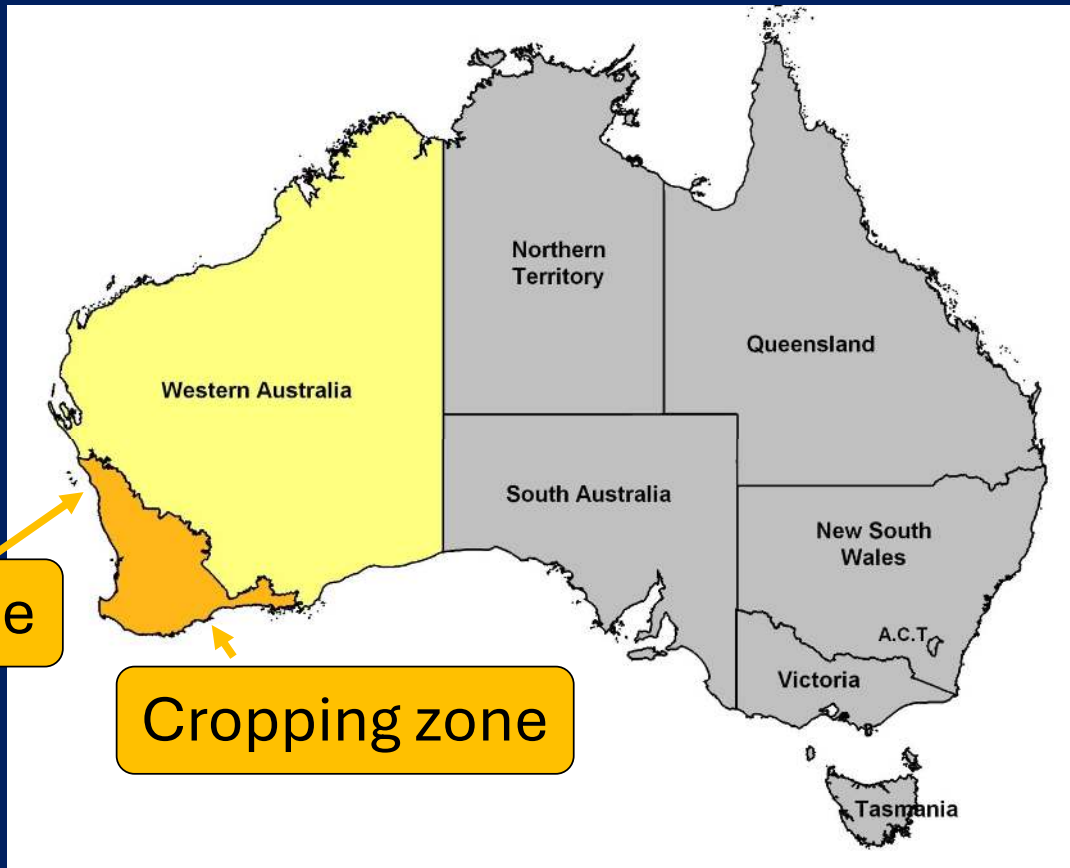 Northern
Territory
Queensland
Western Australia
South Australia
New South
Wales
e
A.C.T
Victoria
Cropping zone
Tasmania